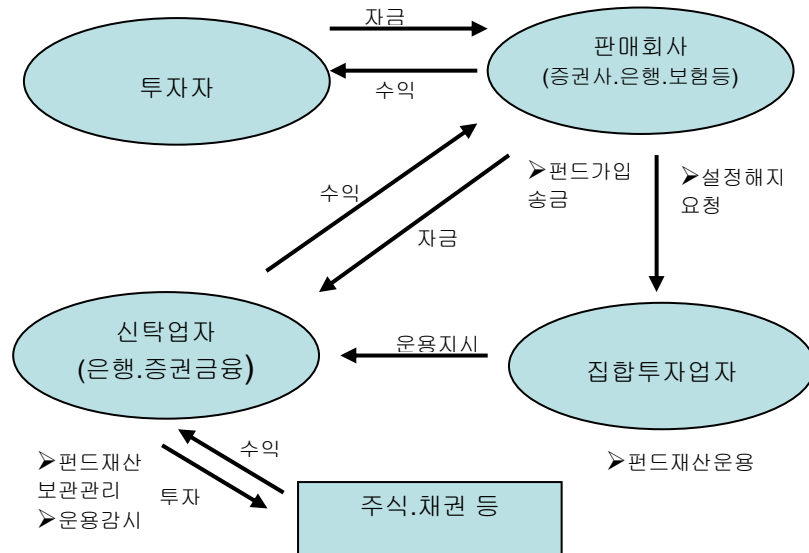 자금
투자자
판매회사
(증권사.은행.보험등)
수익
수익
자금
➢펀드가입
송금
➢설정해지
요청
신탁업자
(은행.증권금융)
운용지시
집합투자업자
➢펀드재산
보관관리
➢운용감시
수익
투자
➢펀드재산운용
주식.채권 등